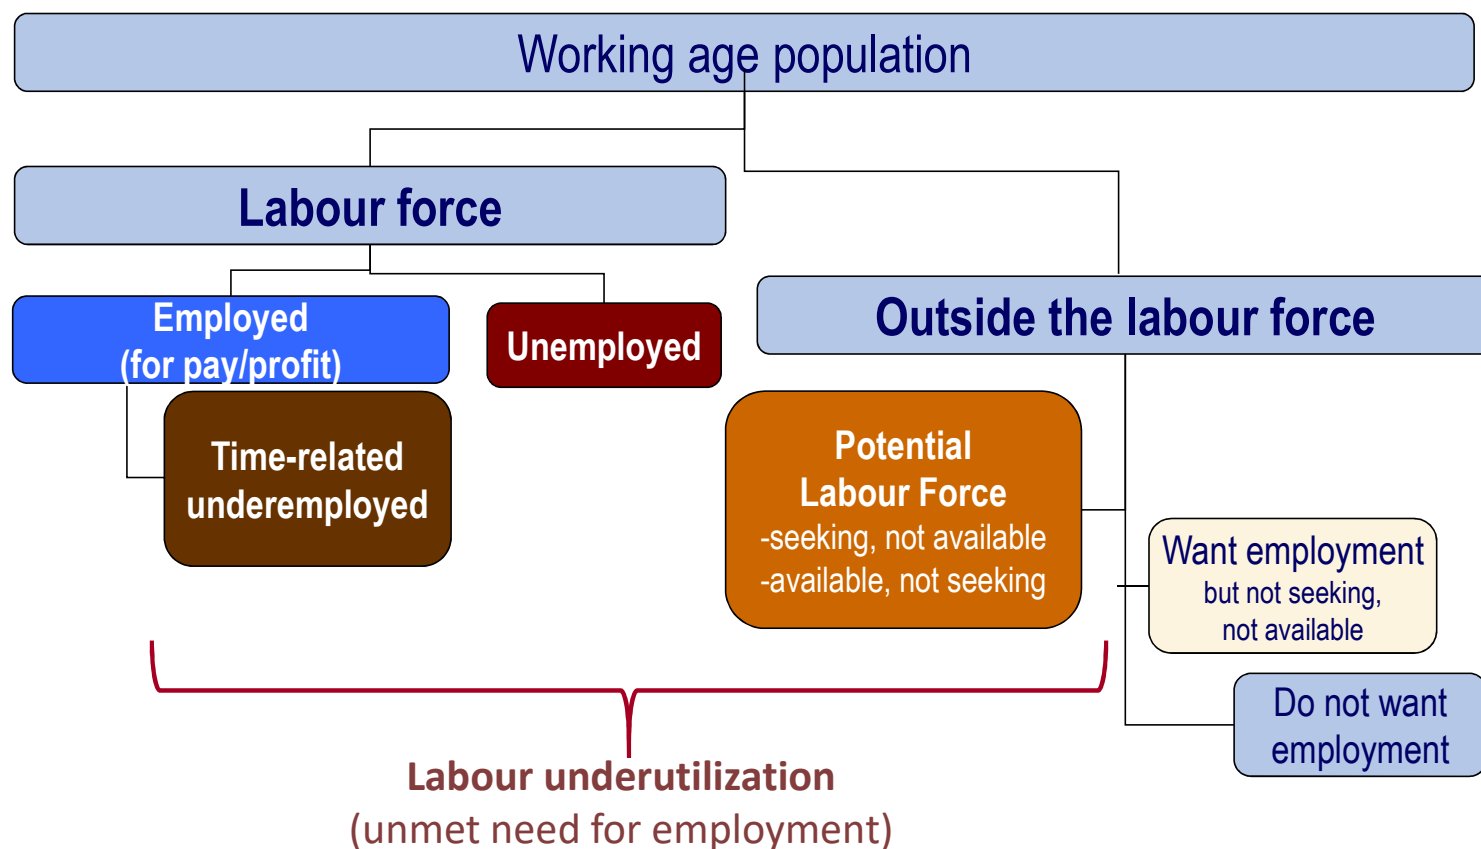 Working age population
Labour force
Employed
(for pay/profit)
Unemployed
Outside the labour force
Time-related
underemployed
Potential
Labour Force
-seeking, not available
-available, not seeking
Want employment
but not seeking,
not available
Do not want
employment
Labour underutilization
(unmet need for employment)